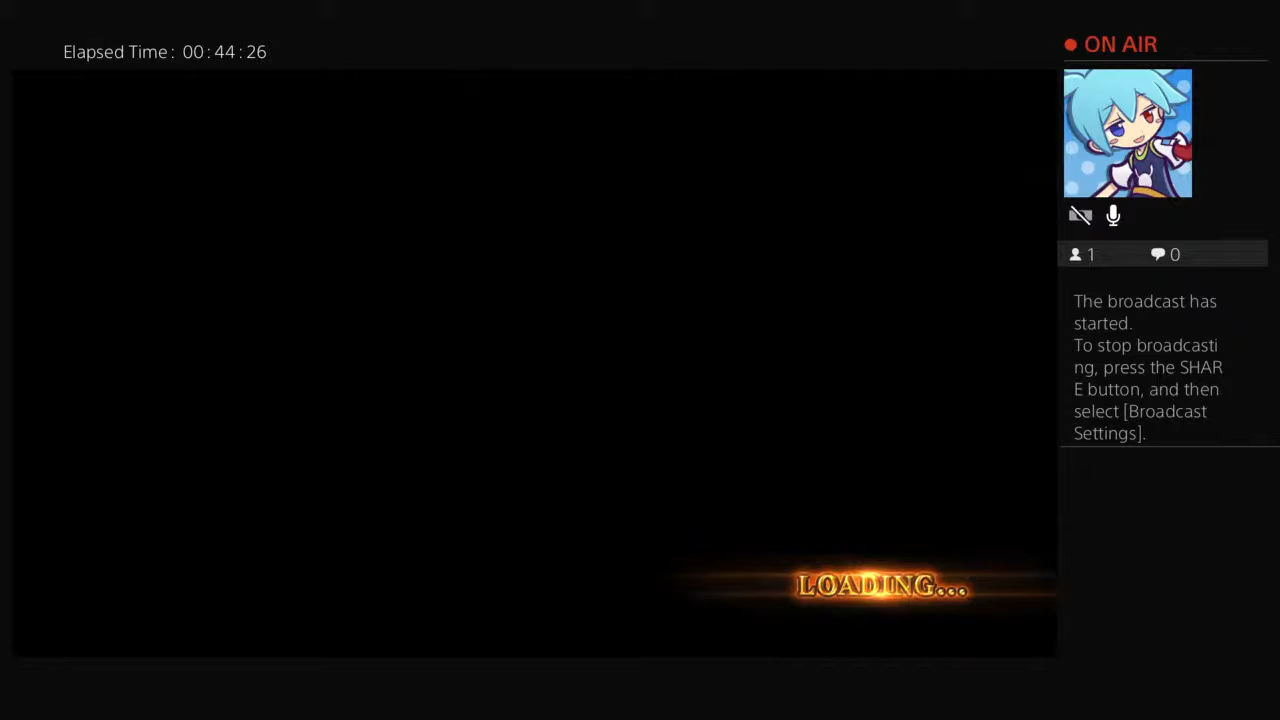 Elapsed Time: 00:44:26
ON AIR
1 0
The broadcast has
started.
To stop broadcasti
ng, press the SHAR
E button, and then
select [Broadcast
Settings].
LOADING...